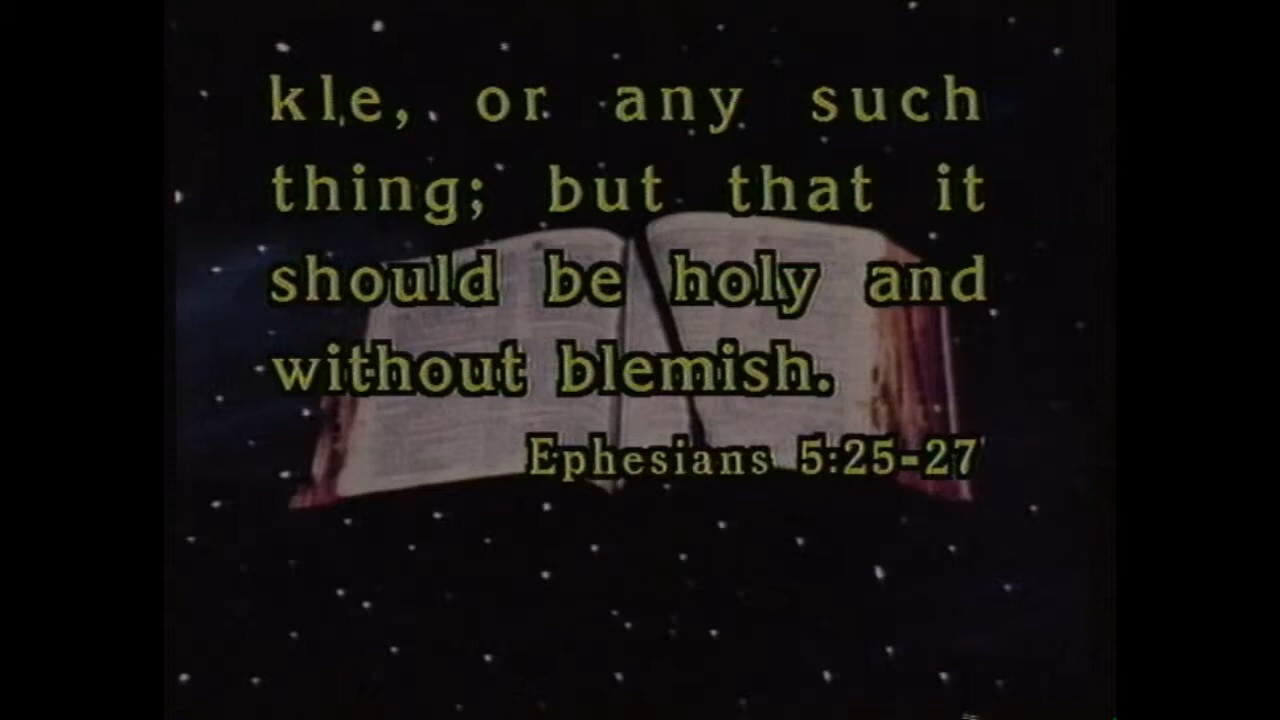 kle, or any such
thing; but that it
should be holy and
without blemish.
Ephesians 5:25-27